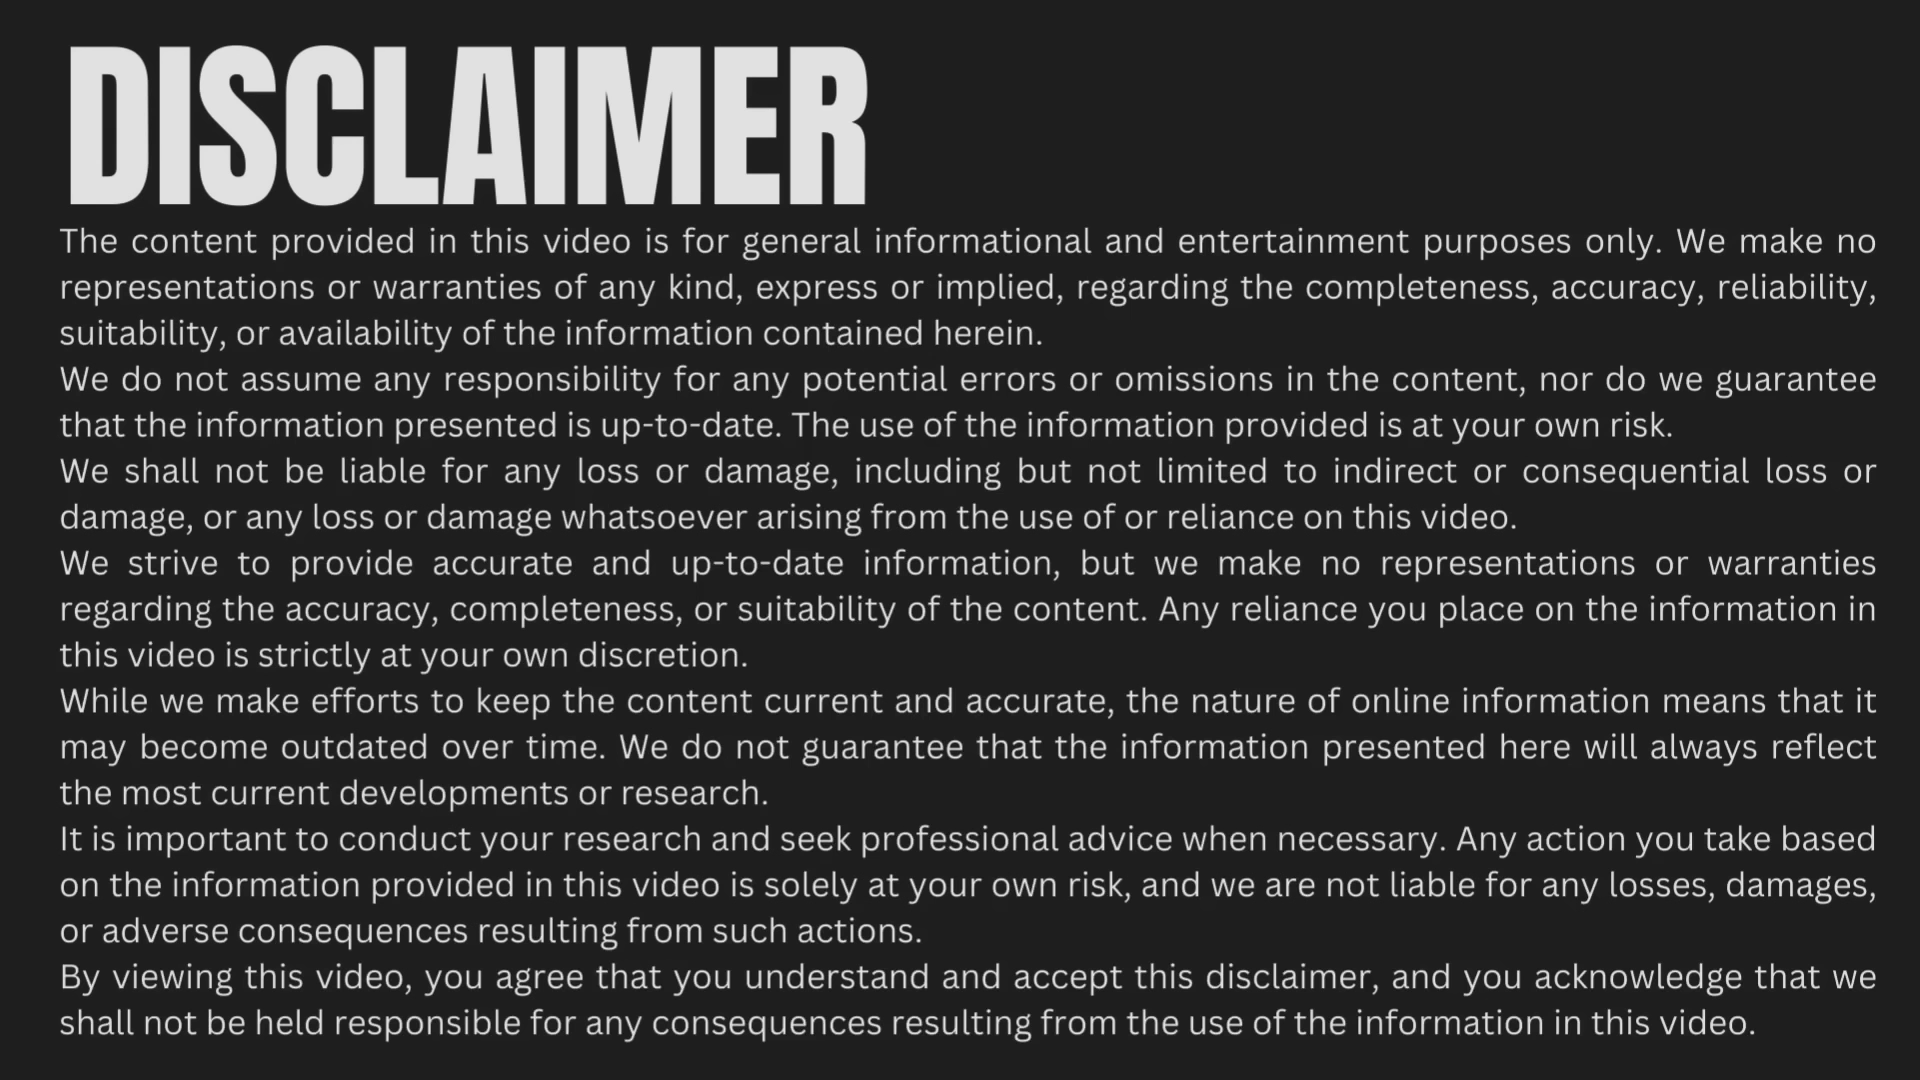 DISCLAIMER
The content provided in this video is for general informational and entertainment purposes only. We make no
representations or warranties of any kind, express or implied, regarding the completeness, accuracy, reliability,
suitability, or availability of the information contained herein.
We do not assume any responsibility for any potential errors or omissions in the content, nor do we guarantee
that the information presented is up-to-date. The use of the information provided is at your own risk.
We shall not be liable for any loss or damage, including but not limited to indirect or consequential loss or
damage, or any loss or damage whatsoever arising from the use of or reliance on this video.
We strive to provide accurate and up-to-date information, but we make no representations or warranties
regarding the accuracy, completeness, or suitability of the content. Any reliance you place on the information in
this video is strictly at your own discretion.
While we make efforts to keep the content current and accurate, the nature of online information means that it
may become outdated over time. We do not guarantee that the information presented here will always reflect
the most current developments or research.
It is important to conduct your research and seek professional advice when necessary. Any action you take based
on the information provided in this video is solely at your own risk, and we are not liable for any losses, damages,
or adverse consequences resulting from such actions.
By viewing this video, you agree that you understand and accept this disclaimer, and you acknowledge that we
shall not be held responsible for any consequences resulting from the use of the information in this video.